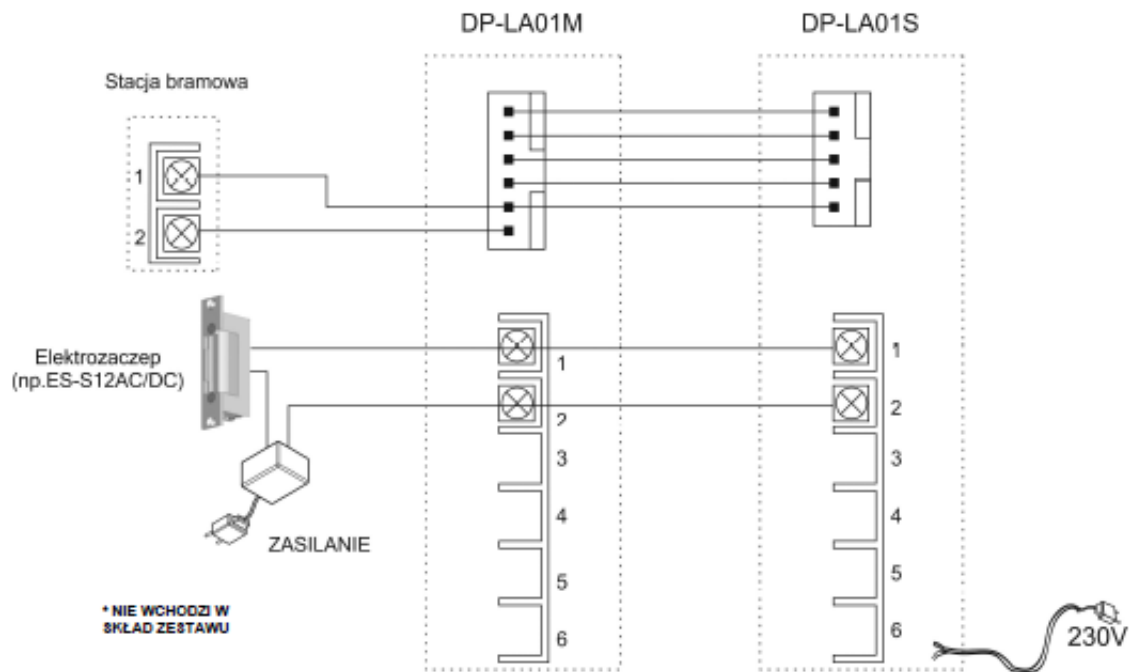 DP-LA01M
DP-LA01S
Stacja bramowa
1
2
Elektrozaczep
(np.ES-S12AC/DC)
ZASILANIE
* NIE WCHODZI W
SKŁAD ZESTAWU
1
2
3
4
5
6
1
2
3
4
5
6
230V